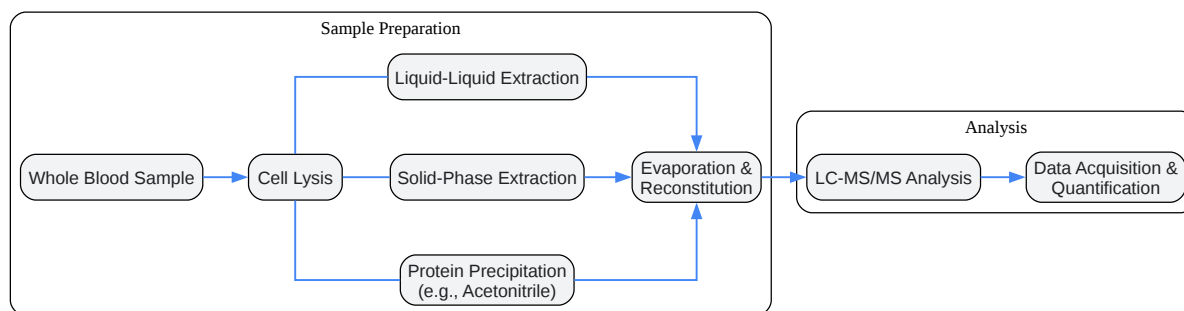 Sample Preparation
Liquid-Liquid Extraction
Analysis
Whole Blood Sample
Cell Lysis
Solid-Phase Extraction
Evaporation &
Reconstitution
LC-MS/MS Analysis
Data Acquisition &
Quantification
Protein Precipitation
(e.g., Acetonitrile)